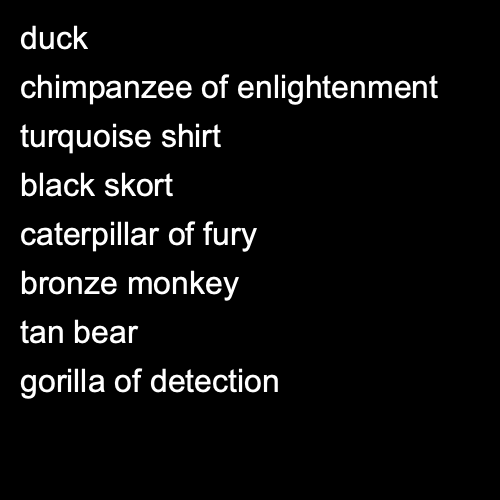 duck
chimpanzee of enlightenment
turquoise shirt
black skort
caterpillar of fury
bronze monkey
tan bear
gorilla of detection